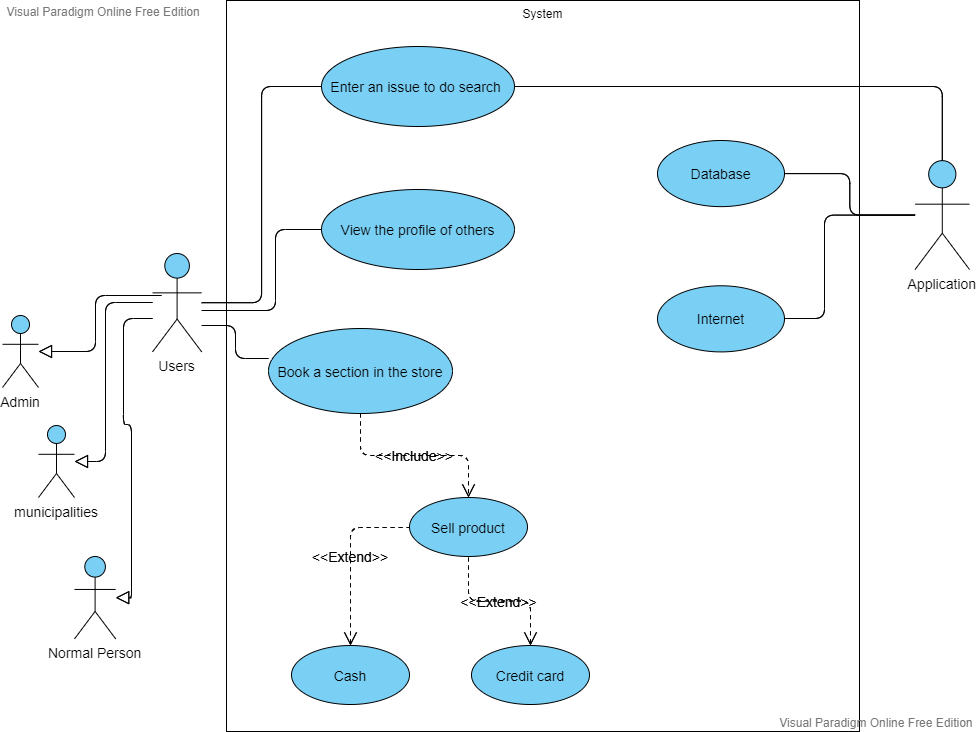 Visual Paradigm Online Free Edition
System
Enter an issue to do search
Database
View the profile of others
Application
Internet
Users
Book a section in the store
Admin
<<Include>>
municipalities
Sell product
<<Extend>>
<<Extend>>
Normal Person
Cash
Credit card
Visual Paradigm Online Free Edition